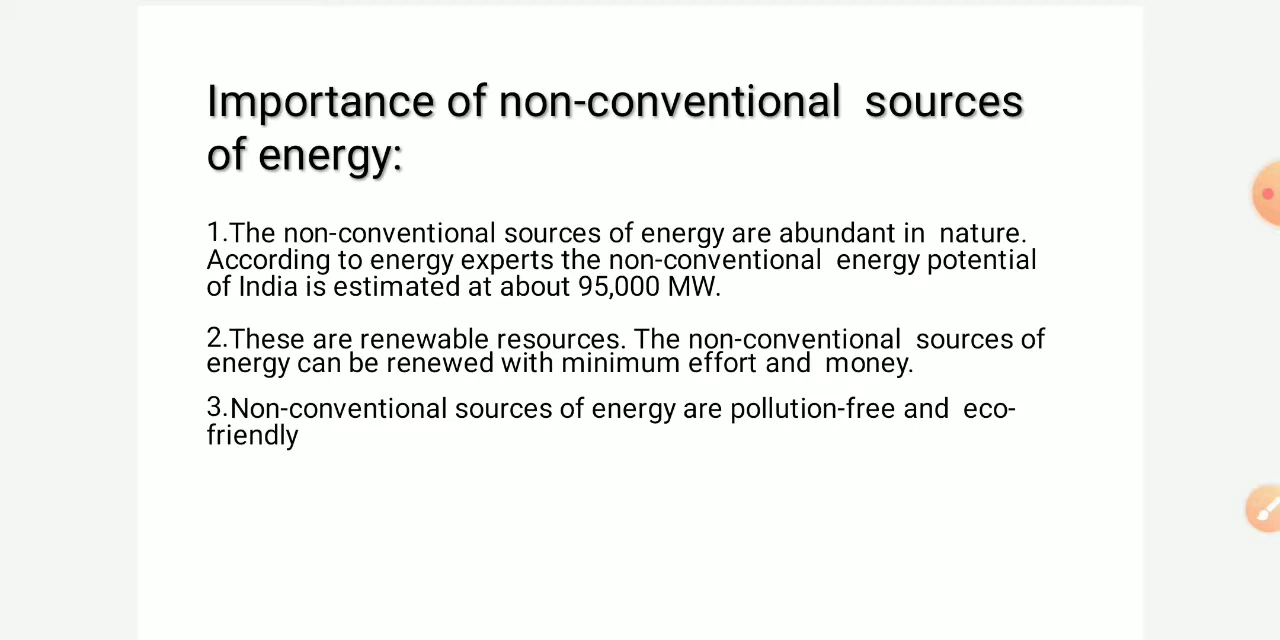 Importance of non-conventional  sources
of energy:
1.The non-conventional sources of energy are abundant in  nature.
According to energy experts the non-conventional  energy potential
of India is estimated at about 95,000 MW.
2.These are renewable resources. The non-conventional  sources of
energy can be renewed with minimum effort and  money.
3.Non-conventional sources of energy are pollution-free and  eco-
friendly